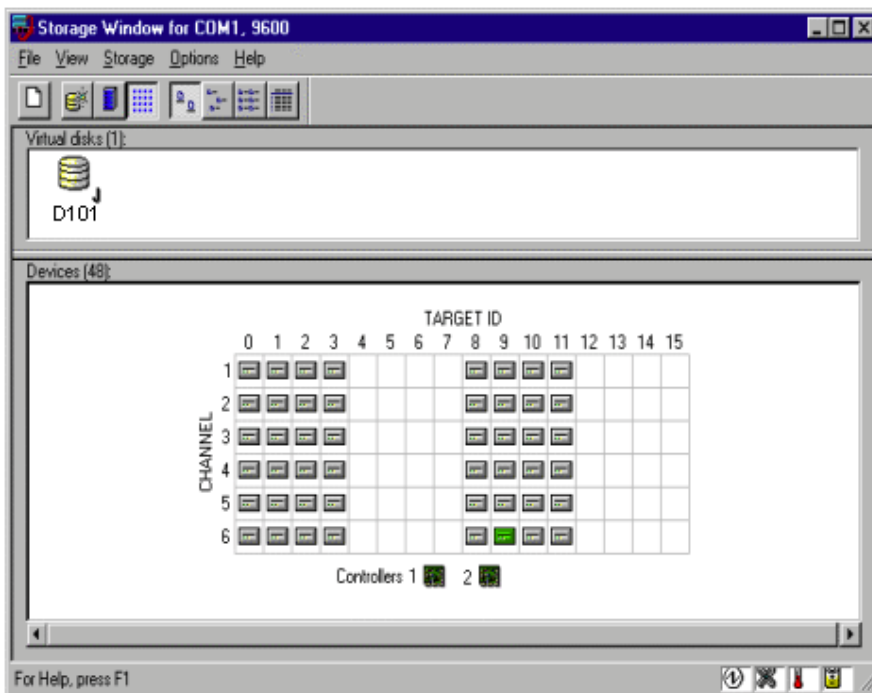 Storage Window for COM1, 9600
File View Storage Options Help
Virtual disks (1):
D101
Devices (48):
TARGET ID
0 1 2 3 4 5 6 7 8 9 10 11 12 13 14 15
CHANNEL
1
2
3
4
5
6
Controllers 1 2
For Help, press F1